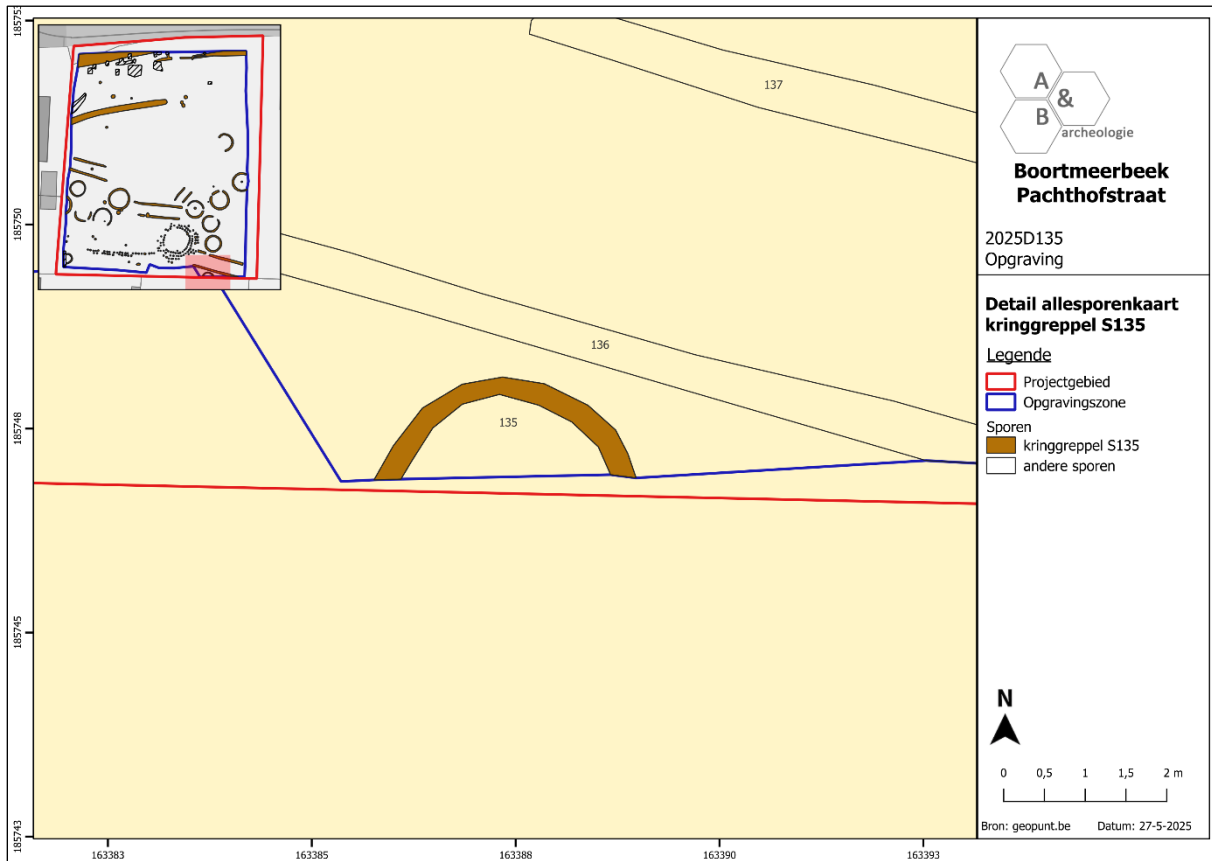 185753
185750
185748
185745
185743
163383
163385
163388
163390
163393
137
136
135
A
&
B
archeologie
Boortmeerbeek
Pachthofstraat
2025D135
Opgraving
Detail allesporenkaart
kringgreppel S135
Legende
Projectgebied
Opgravingszone
Sporen
kringgreppel S135
andere sporen
N
0 0,5 1 1,5 2 m
Bron: geopunt.be Datum: 27-5-2025